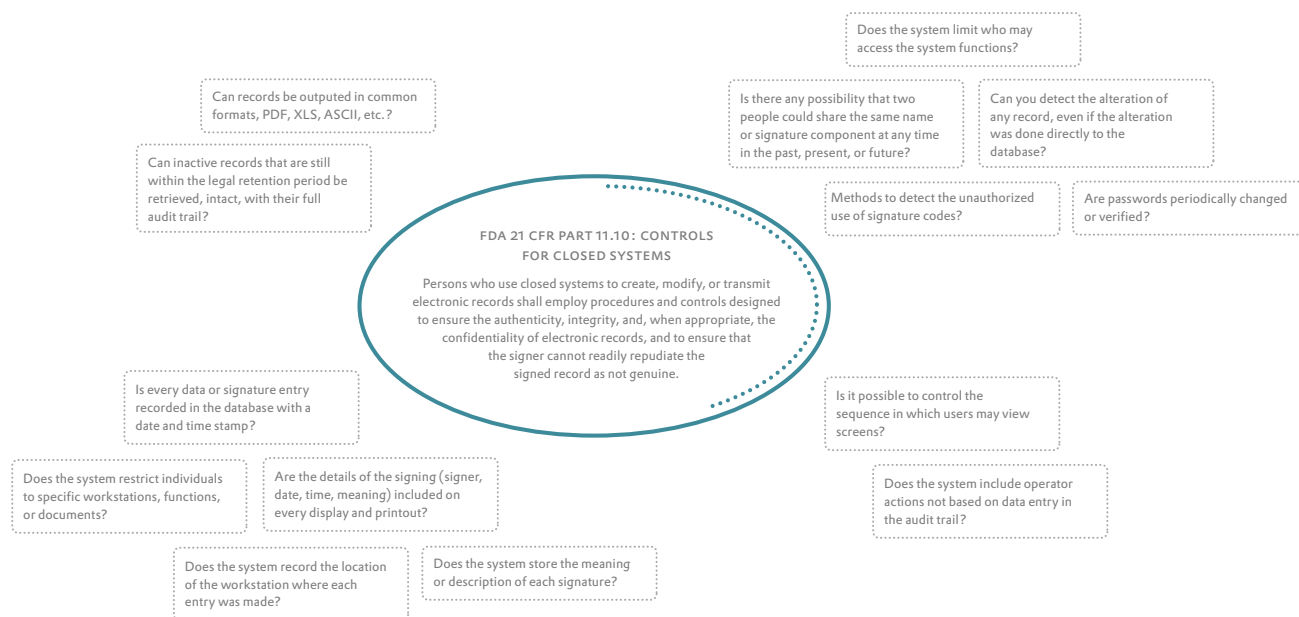 Does the system limit who may
access the system functions?
Can records be outputed in common
formats, PDF, XLS, ASCII, etc.?
Is there any possibility that two
people could share the same name
or signature component at any time
in the past, present, or future?
Can you detect the alteration of
any record, even if the alteration
was done directly to the
database?
Can inactive records that are still
within the legal retention period be
retrieved, intact, with their full
audit trail?
Methods to detect the unauthorized
use of signature codes?
Are passwords periodically changed
or verified?
FDA 21 CFR PART 11.10: CONTROLS
FOR CLOSED SYSTEMS
Persons who use closed systems to create, modify, or transmit
electronic records shall employ procedures and controls designed
to ensure the authenticity, integrity, and, when appropriate, the
confidentiality of electronic records, and to ensure that
the signer cannot readily repudiate the
signed record as not genuine.
Is every data or signature entry
recorded in the database with a
date and time stamp?
Is it possible to control the
sequence in which users may view
screens?
Does the system restrict individuals
to specific workstations, functions,
or documents?
Are the details of the signing (signer,
date, time, meaning) included on
every display and printout?
Does the system include operator
actions not based on data entry in
the audit trail?
Does the system record the location
of the workstation where each
entry was made?
Does the system store the meaning
or description of each signature?